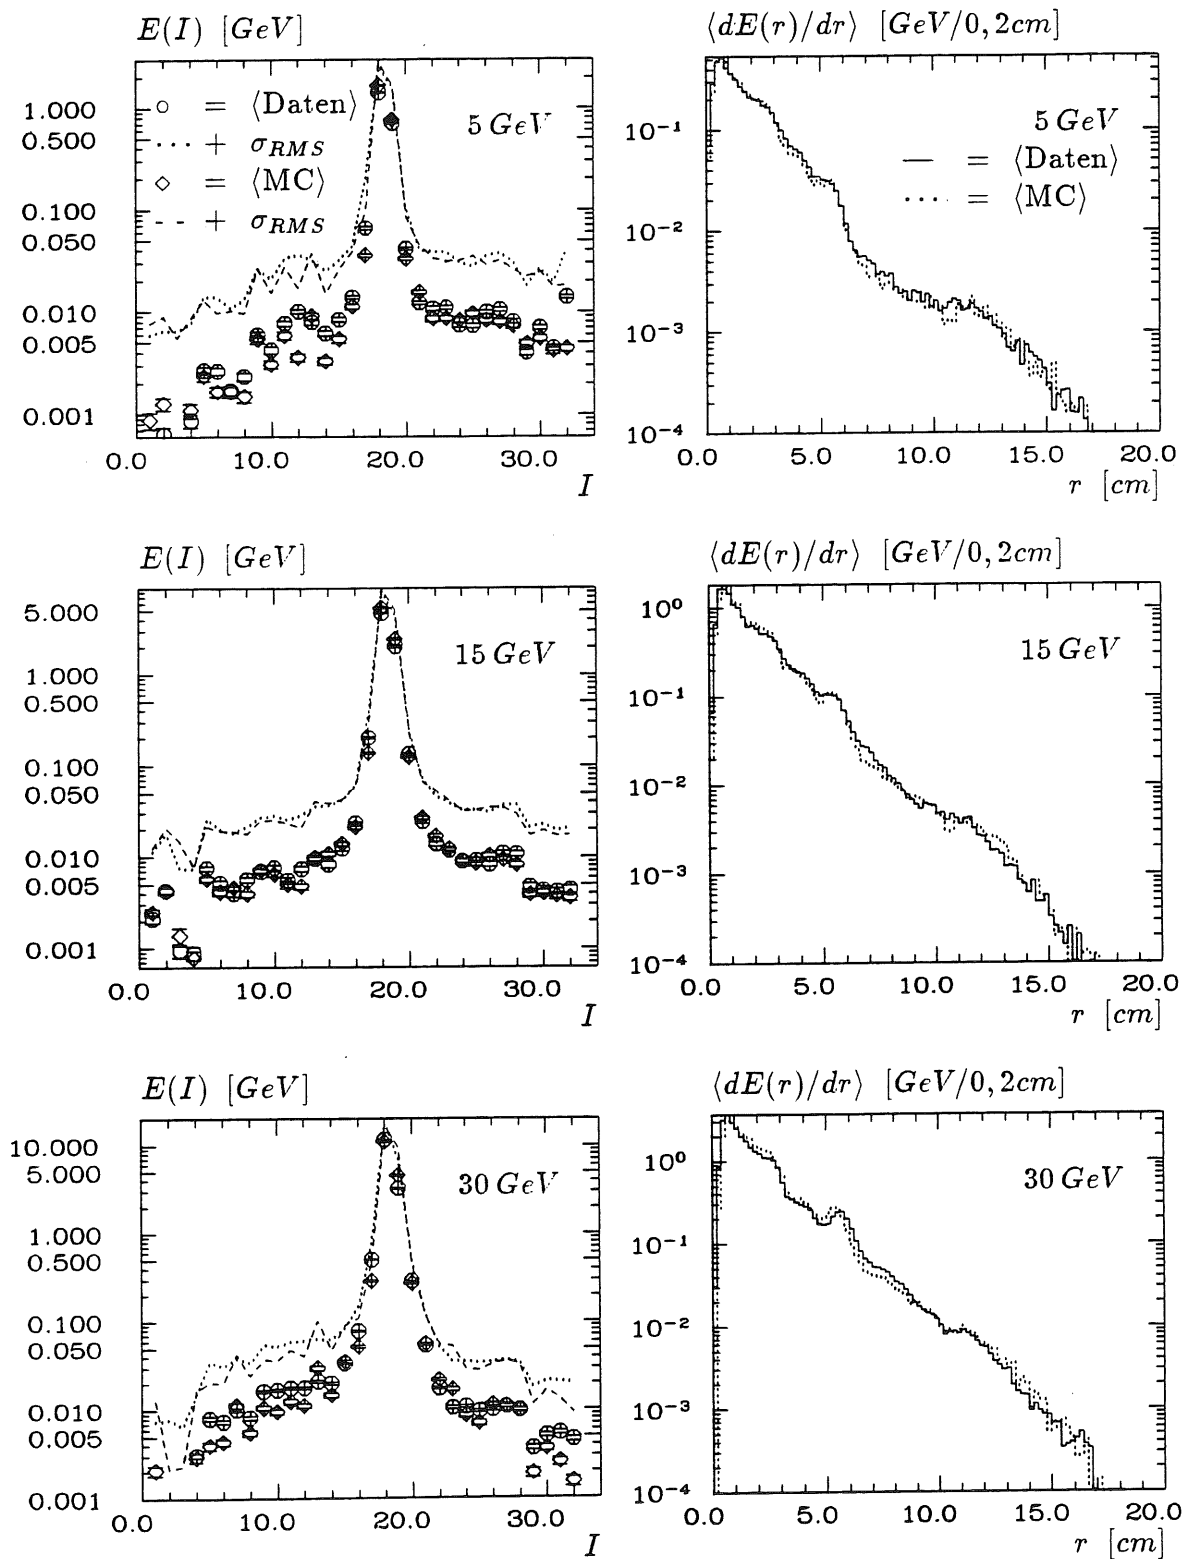 E(I) [GeV]
1.000
0.500
0.100
0.050
0.010
0.005
0.001
○ = ⟨Daten⟩
···· + σRMS
◇ = ⟨MC⟩
- - - + σRMS
5 GeV
0.0 10.0 20.0 30.0
I
⟨dE(r)/dr⟩ [GeV/0,2cm]
10⁻¹
10⁻²
10⁻³
10⁻⁴
5 GeV
— = ⟨Daten⟩
···· = ⟨MC⟩
0.0 5.0 10.0 15.0 20.0
r [cm]
E(I) [GeV]
5.000
1.000
0.500
0.100
0.050
0.010
0.005
0.001
15 GeV
0.0 10.0 20.0 30.0
I
⟨dE(r)/dr⟩ [GeV/0,2cm]
10⁰
10⁻¹
10⁻²
10⁻³
10⁻⁴
15 GeV
0.0 5.0 10.0 15.0 20.0
r [cm]
E(I) [GeV]
10.000
5.000
1.000
0.500
0.100
0.050
0.010
0.005
0.001
30 GeV
0.0 10.0 20.0 30.0
I
⟨dE(r)/dr⟩ [GeV/0,2cm]
10⁰
10⁻¹
10⁻²
10⁻³
10⁻⁴
30 GeV
0.0 5.0 10.0 15.0 20.0
r [cm]